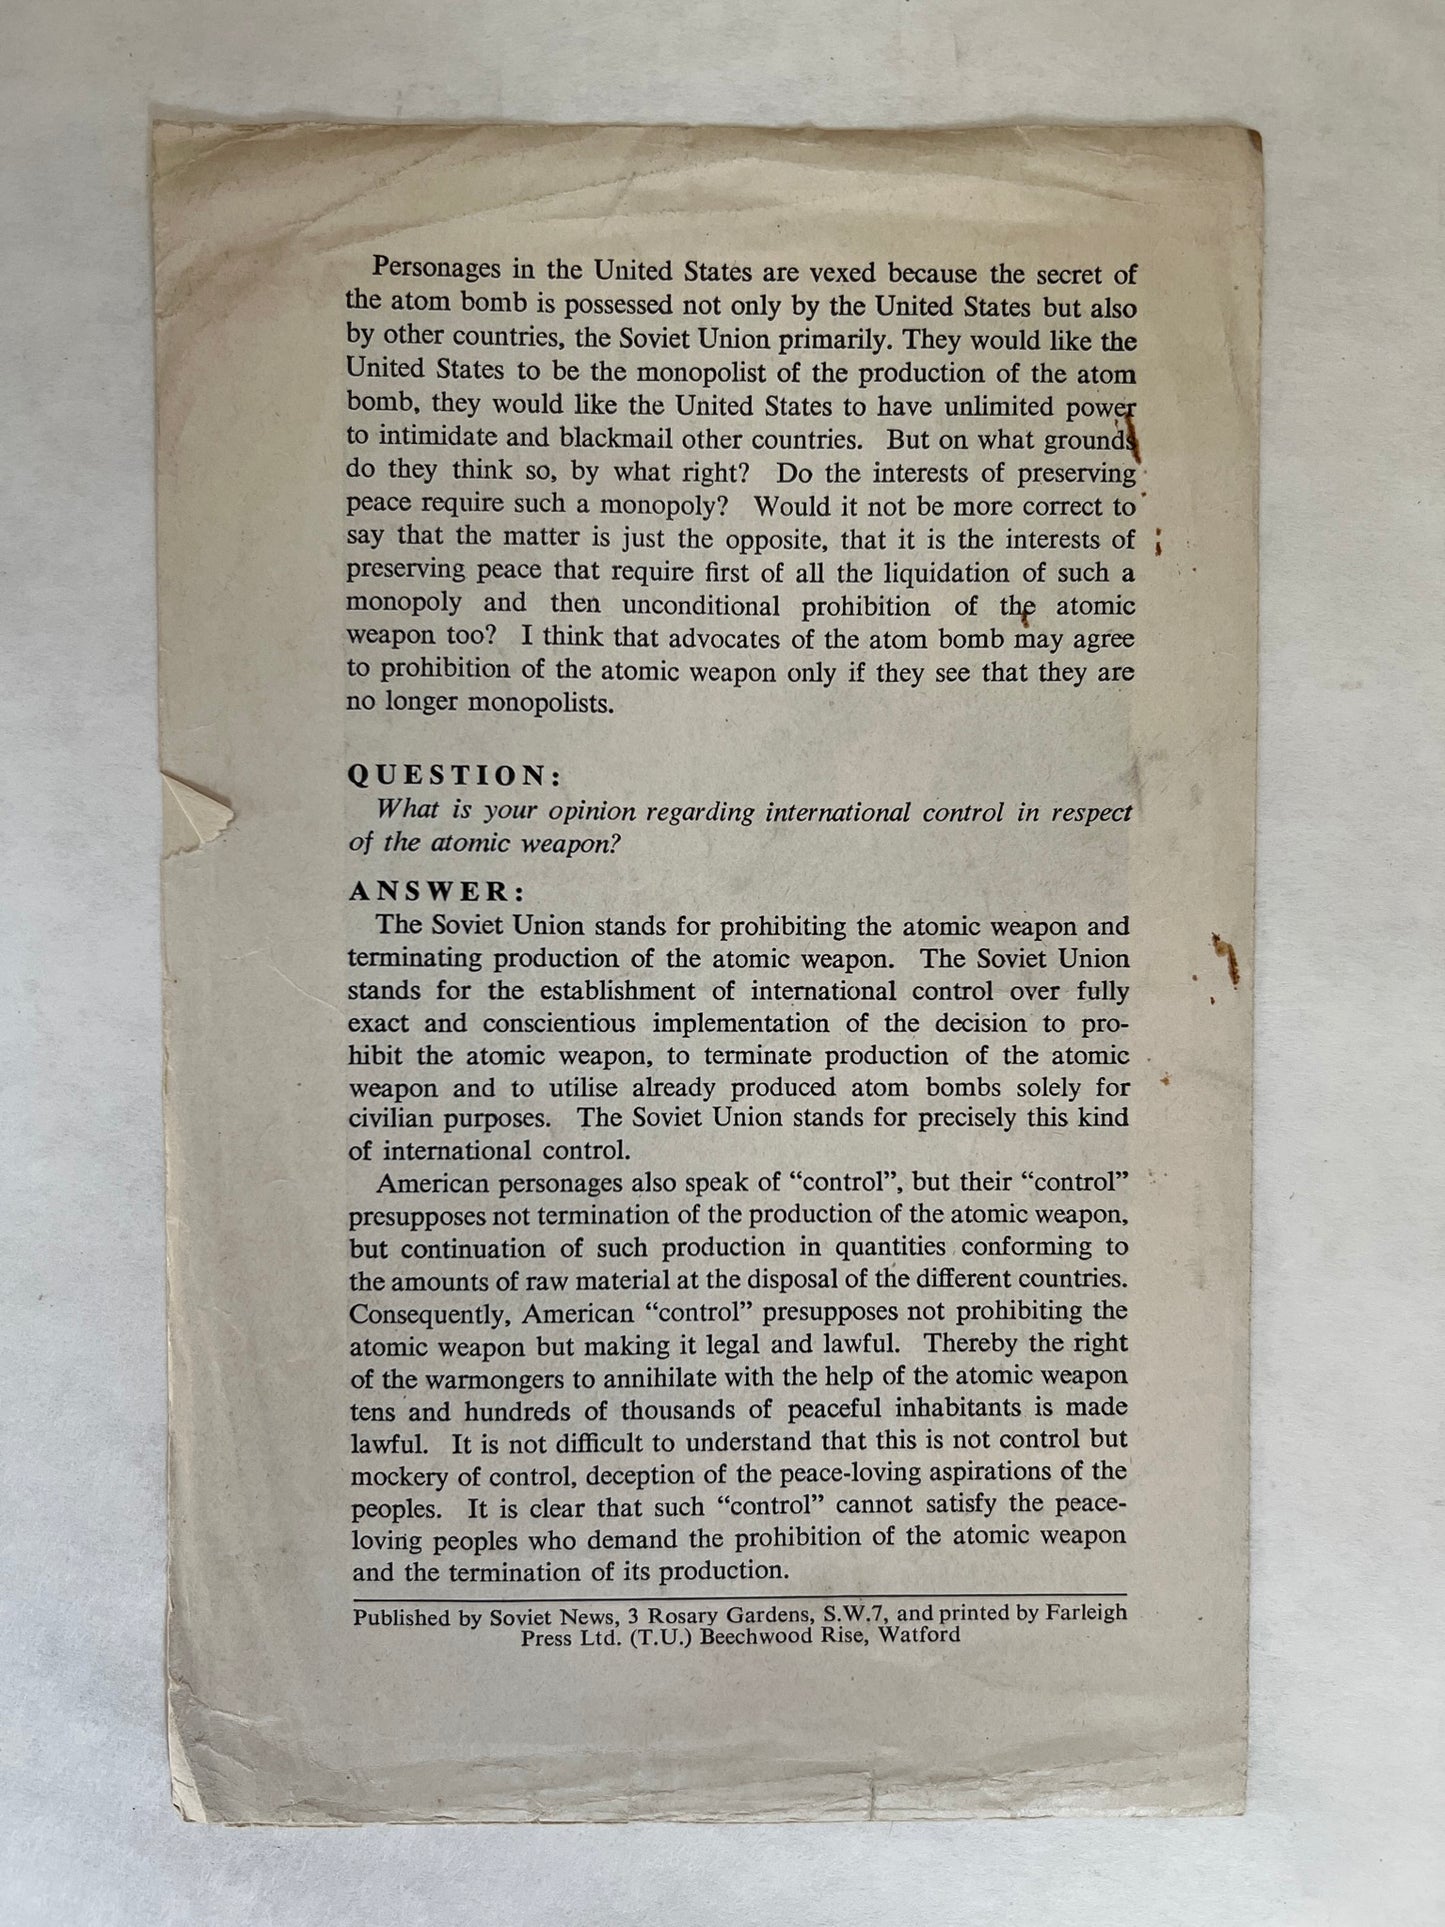 Personages in the United States are vexed because the secret of
the atom bomb is possessed not only by the United States but also
by other countries, the Soviet Union primarily. They would like the
United States to be the monopolist of the production of the atom
bomb, they would like the United States to have unlimited power
to intimidate and blackmail other countries. But on what grounds
do they think so, by what right? Do the interests of preserving
peace require such a monopoly? Would it not be more correct to
say that the matter is just the opposite, that it is the interests of
preserving peace that require first of all the liquidation of such a
monopoly and then unconditional prohibition of the atomic
weapon too? I think that advocates of the atom bomb may agree
to prohibition of the atomic weapon only if they see that they are
no longer monopolists.
QUESTION:
What is your opinion regarding international control in respect
of the atomic weapon?
ANSWER:
The Soviet Union stands for prohibiting the atomic weapon and
terminating production of the atomic weapon. The Soviet Union
stands for the establishment of international control over fully
exact and conscientious implementation of the decision to pro-
hibit the atomic weapon, to terminate production of the atomic
weapon and to utilise already produced atom bombs solely for
civilian purposes. The Soviet Union stands for precisely this kind
of international control.
American personages also speak of “control”, but their “control”
presupposes not termination of the production of the atomic weapon,
but continuation of such production in quantities conforming to
the amounts of raw material at the disposal of the different countries.
Consequently, American “control” presupposes not prohibiting the
atomic weapon but making it legal and lawful. Thereby the right
of the warmongers to annihilate with the help of the atomic weapon
tens and hundreds of thousands of peaceful inhabitants is made
lawful. It is not difficult to understand that this is not control but
mockery of control, deception of the peace-loving aspirations of the
peoples. It is clear that such “control” cannot satisfy the peace-
loving peoples who demand the prohibition of the atomic weapon
and the termination of its production.
Published by Soviet News, 3 Rosary Gardens, S.W.7, and printed by Farleigh
Press Ltd. (T.U.) Beechwood Rise, Watford